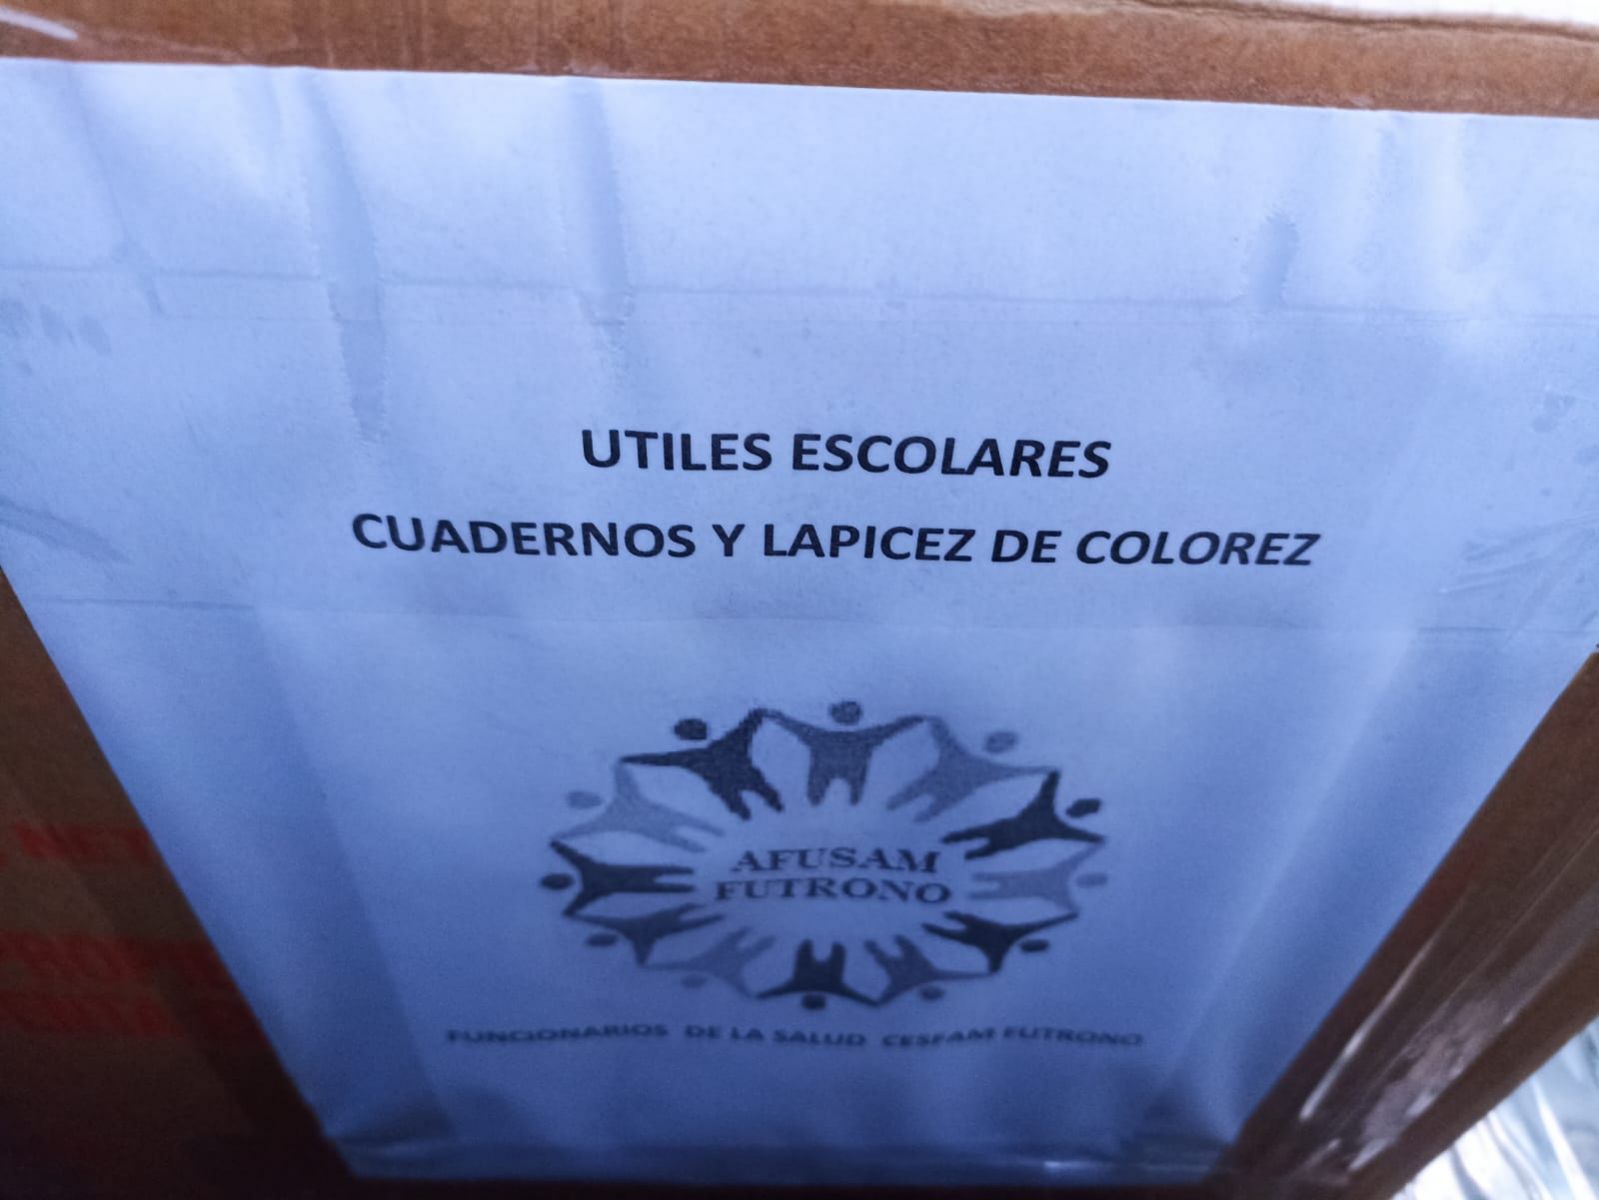 UTILES ESCOLARES
CUADERNOS Y LAPICEZ DE COLOREZ
AFUSAM
FUTRONO
FUNCIONARIOS DE LA SALUD CESFAM FUTRONO